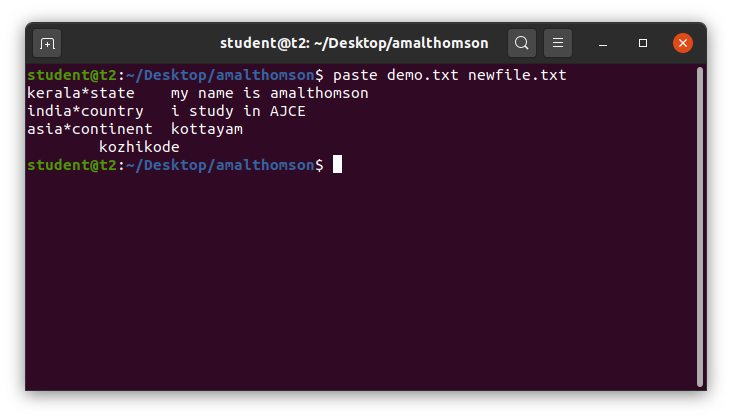 student@t2: ~/Desktop/amalthomson
student@t2:~/Desktop/amalthomson$ paste demo.txt newfile.txt
kerala*state    my name is amalthomson
india*country   i study in AJCE
asia*continent  kottayam
        kozhikode
student@t2:~/Desktop/amalthomson$